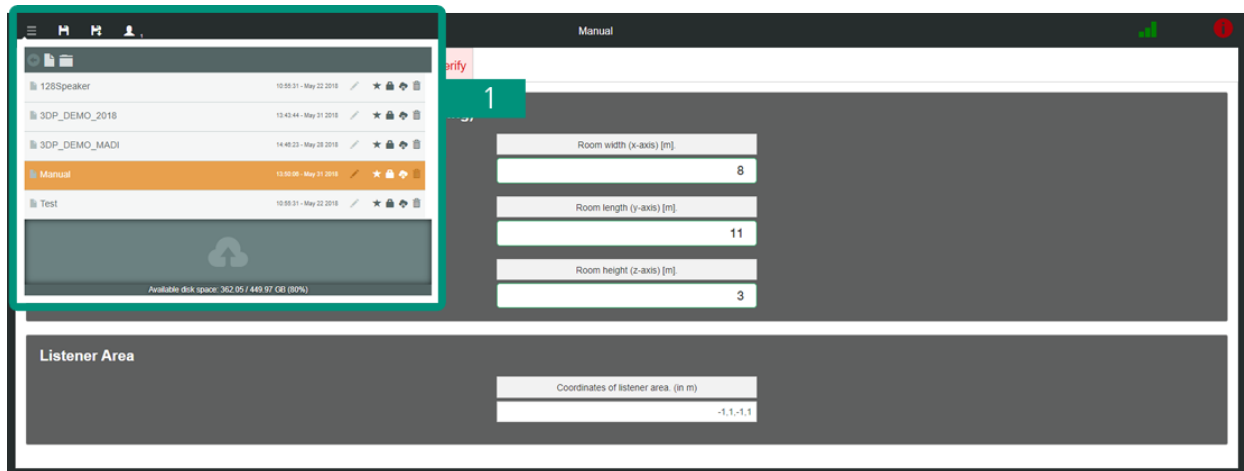 Manual
erify
128Speaker 10:55:31 - May 22 2018
3DP_DEMO_2018 13:43:44 - May 31 2018
3DP_DEMO_MADI 14:46:23 - May 28 2018
Manual 13:50:06 - May 31 2018
Test 10:55:31 - May 22 2018
Available disk space: 362.05 / 449.97 GB (80%)
1
Room width (x-axis) [m].
8
Room length (y-axis) [m].
11
Room height (z-axis) [m].
3
Listener Area
Coordinates of listener area. (in m)
-1,1,-1,1